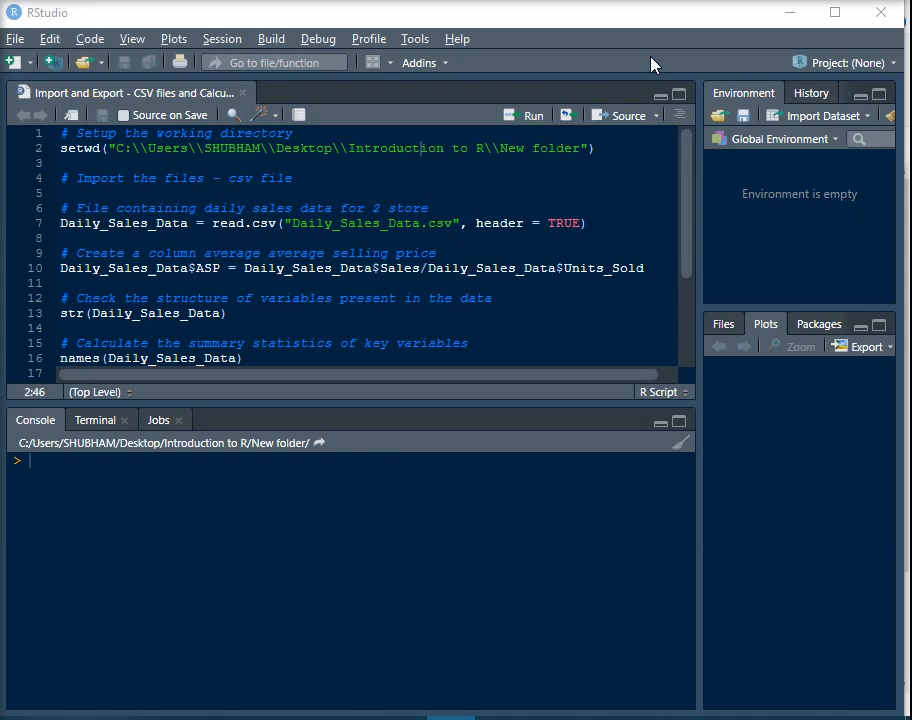 R RStudio
File Edit Code View Plots Session Build Debug Profile Tools Help
Go to file/function Addins Project: (None)
Import and Export - CSV files and Calcu...
Source on Save Run Source
1 # Setup the working directory
2 setwd("C:\\Users\\SHUBHAM\\Desktop\\Introduction to R\\New folder")
3
4 # Import the files - csv file
5
6 # File containing daily sales data for 2 store
7 Daily_Sales_Data = read.csv("Daily_Sales_Data.csv", header = TRUE)
8
9 # Create a column average average selling price
10 Daily_Sales_Data$ASP = Daily_Sales_Data$Sales/Daily_Sales_Data$Units_Sold
11
12 # Check the structure of variables present in the data
13 str(Daily_Sales_Data)
14
15 # Calculate the summary statistics of key variables
16 names(Daily_Sales_Data)
17
2:46 (Top Level) R Script
Console Terminal Jobs
C:/Users/SHUBHAM/Desktop/Introduction to R/New folder/
>
Environment History
Import Dataset
Global Environment
Environment is empty
Files Plots Packages
Zoom Export